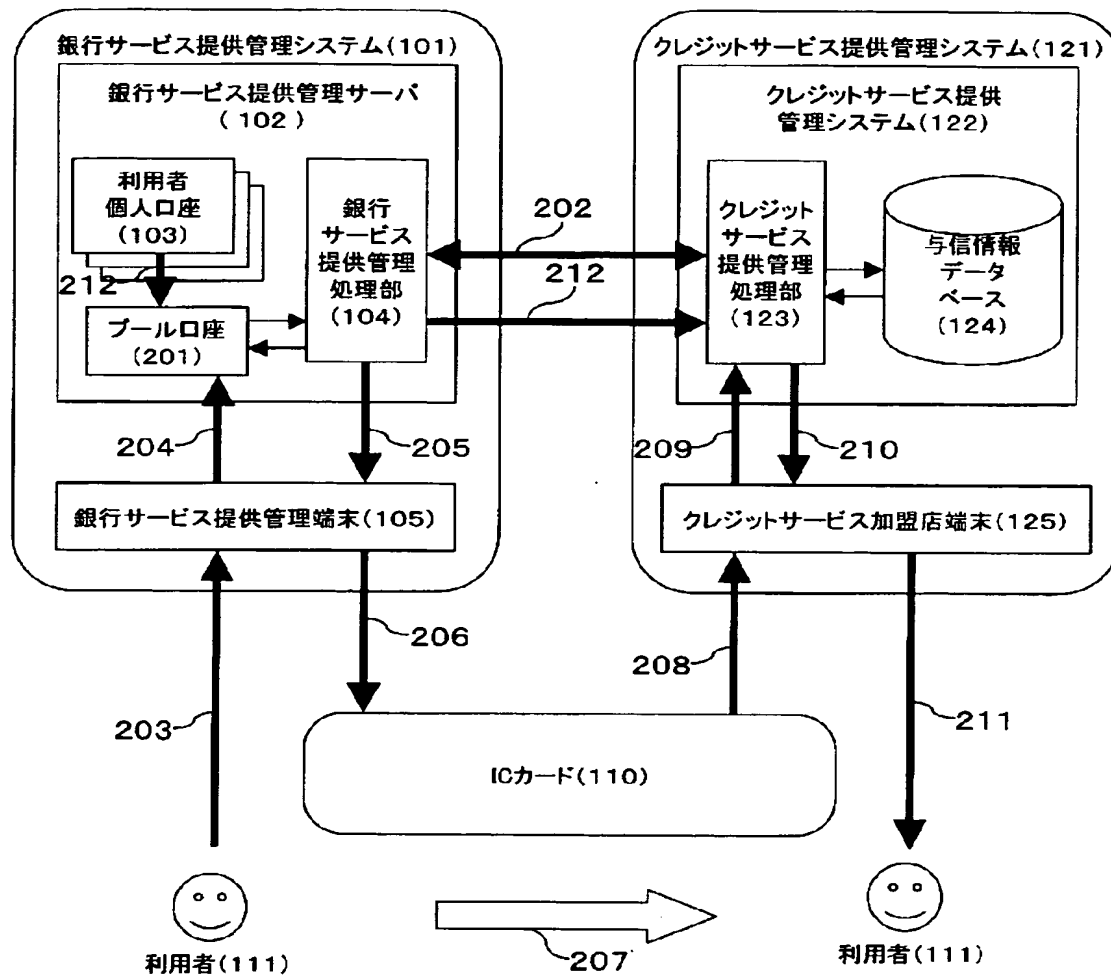 銀行サービス提供管理システム(101)
銀行サービス提供管理サーバ
(102)
利用者
個人口座
(103)
212
プール口座
(201)
銀行
サービス
提供管理
処理部
(104)
202
212
クレジットサービス提供管理システム(121)
クレジットサービス提供
管理システム(122)
クレジット
サービス
提供管理
処理部
(123)
与信情報
データ
ベース
(124)
204
205
209
210
銀行サービス提供管理端末(105)
クレジットサービス加盟店端末(125)
206
208
203
211
ICカード(110)
利用者(111)
207
利用者(111)